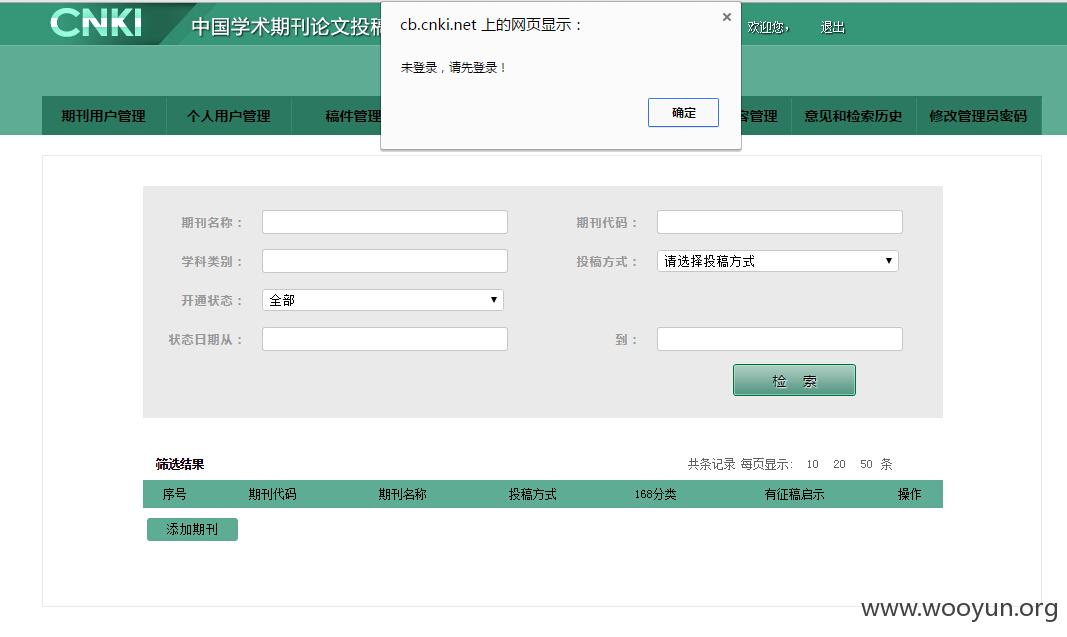 CNKI 中国学术期刊论文投稿
cb.cnki.net 上的网页显示：
×
未登录，请先登录！
确定
欢迎您， 退出
期刊用户管理 个人用户管理 稿件管理 管理 意见和检索历史 修改管理员密码
期刊名称： 期刊代码：
学科类别： 投稿方式： 请选择投稿方式
开通状态： 全部
状态日期从： 到：
检 索
筛选结果 共条记录 每页显示: 10 20 50 条
序号 期刊代码 期刊名称 投稿方式 168分类 有征稿启示 操作
添加期刊
www.wooyun.org